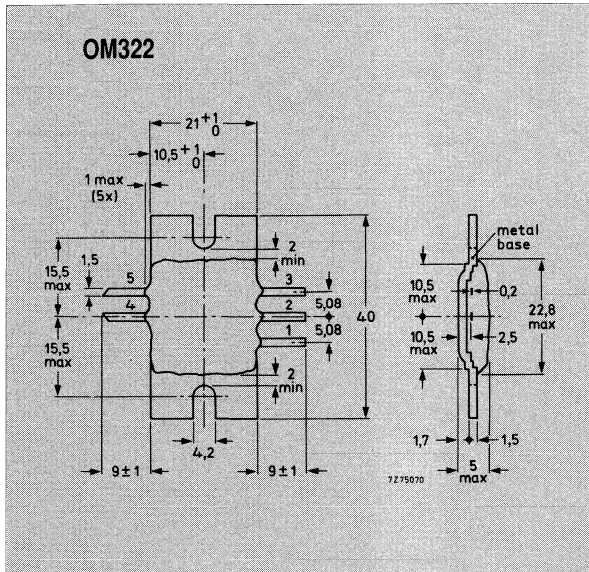 OM322
21 +1 0
10,5 +1 0
1 max
(5x)
2
min
metal
base
15,5
max
1,5
5
3
4
2
1
5,08
5,08
40
10,5
max
0,2
22,8
max
10,5
max
2,5
15,5
max
2
min
4,2
9±1
9±1
1,7
1,5
5
max
7Z75070